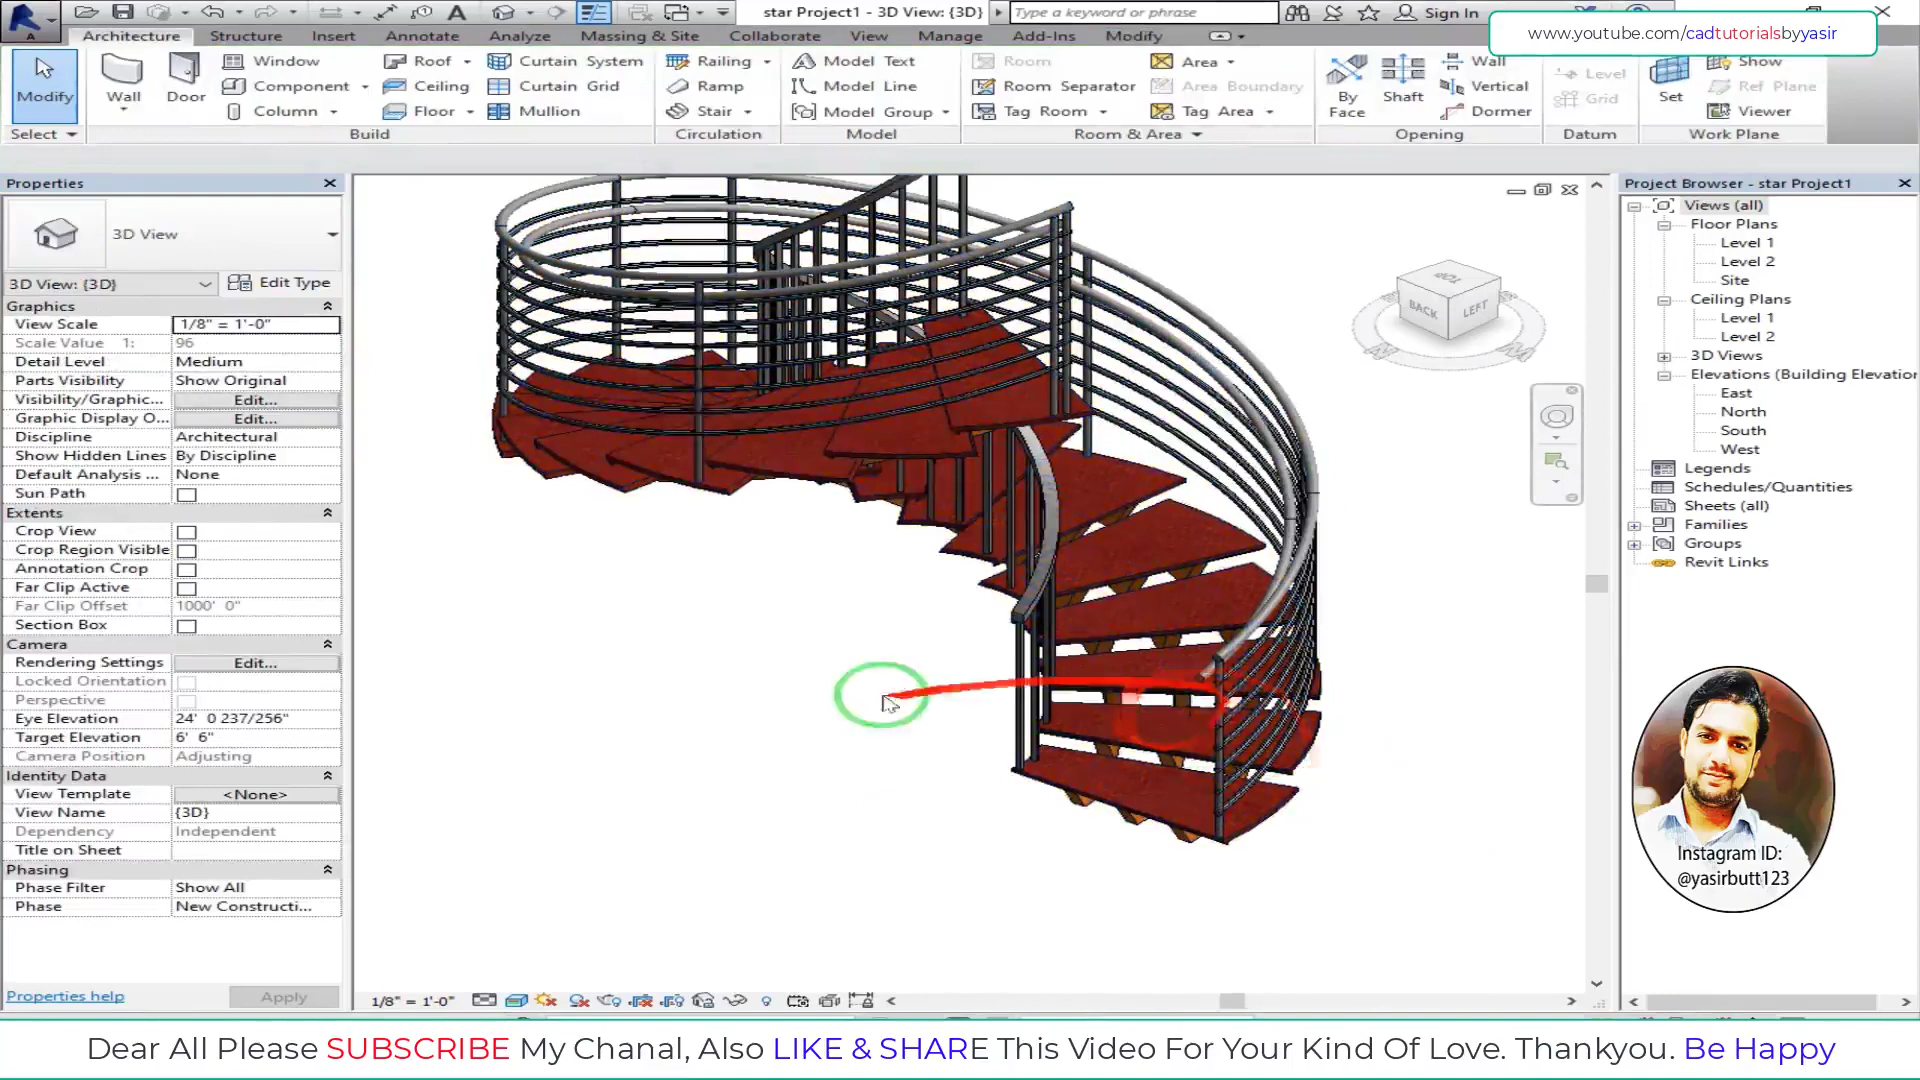 star Project1 - 3D View: {3D}
Type a keyword or phrase
Sign In
www.youtube.com/cadtutorialsbyyasir
Architecture Structure Insert Annotate Analyze Massing & Site Collaborate View Manage Add-Ins Modify
Modify
Wall
Door
Window
Component
Column
Roof
Ceiling
Floor
Curtain System
Curtain Grid
Mullion
Railing
Ramp
Stair
Model Text
Model Line
Model Group
Room
Room Separator
Tag Room
Area
Area Boundary
Tag Area
By Face
Shaft
Wall
Vertical
Dormer
Level
Grid
Set
Show
Ref Plane
Viewer
Select Build Circulation Model Room & Area Opening Datum Work Plane
Properties
3D View
3D View: {3D} Edit Type
Graphics
View Scale 1/8" = 1'-0"
Scale Value 1: 96
Detail Level Medium
Parts Visibility Show Original
Visibility/Graphic... Edit...
Graphic Display O... Edit...
Discipline Architectural
Show Hidden Lines By Discipline
Default Analysis ... None
Sun Path
Extents
Crop View
Crop Region Visible
Annotation Crop
Far Clip Active
Far Clip Offset 1000' 0"
Section Box
Camera
Rendering Settings Edit...
Locked Orientation
Perspective
Eye Elevation 24' 0 237/256"
Target Elevation 6' 6"
Camera Position Adjusting
Identity Data
View Template <None>
View Name {3D}
Dependency Independent
Title on Sheet
Phasing
Phase Filter Show All
Phase New Constructi...
Properties help Apply
TOP
BACK LEFT
1/8" = 1'-0"
Project Browser - star Project1
Views (all)
Floor Plans
Level 1
Level 2
Site
Ceiling Plans
Level 1
Level 2
3D Views
Elevations (Building Elevation
East
North
South
West
Legends
Schedules/Quantities
Sheets (all)
Families
Groups
Revit Links
Instagram ID:
@yasirbutt123
Dear All Please SUBSCRIBE My Chanal, Also LIKE & SHARE This Video For Your Kind Of Love. Thankyou. Be Happy